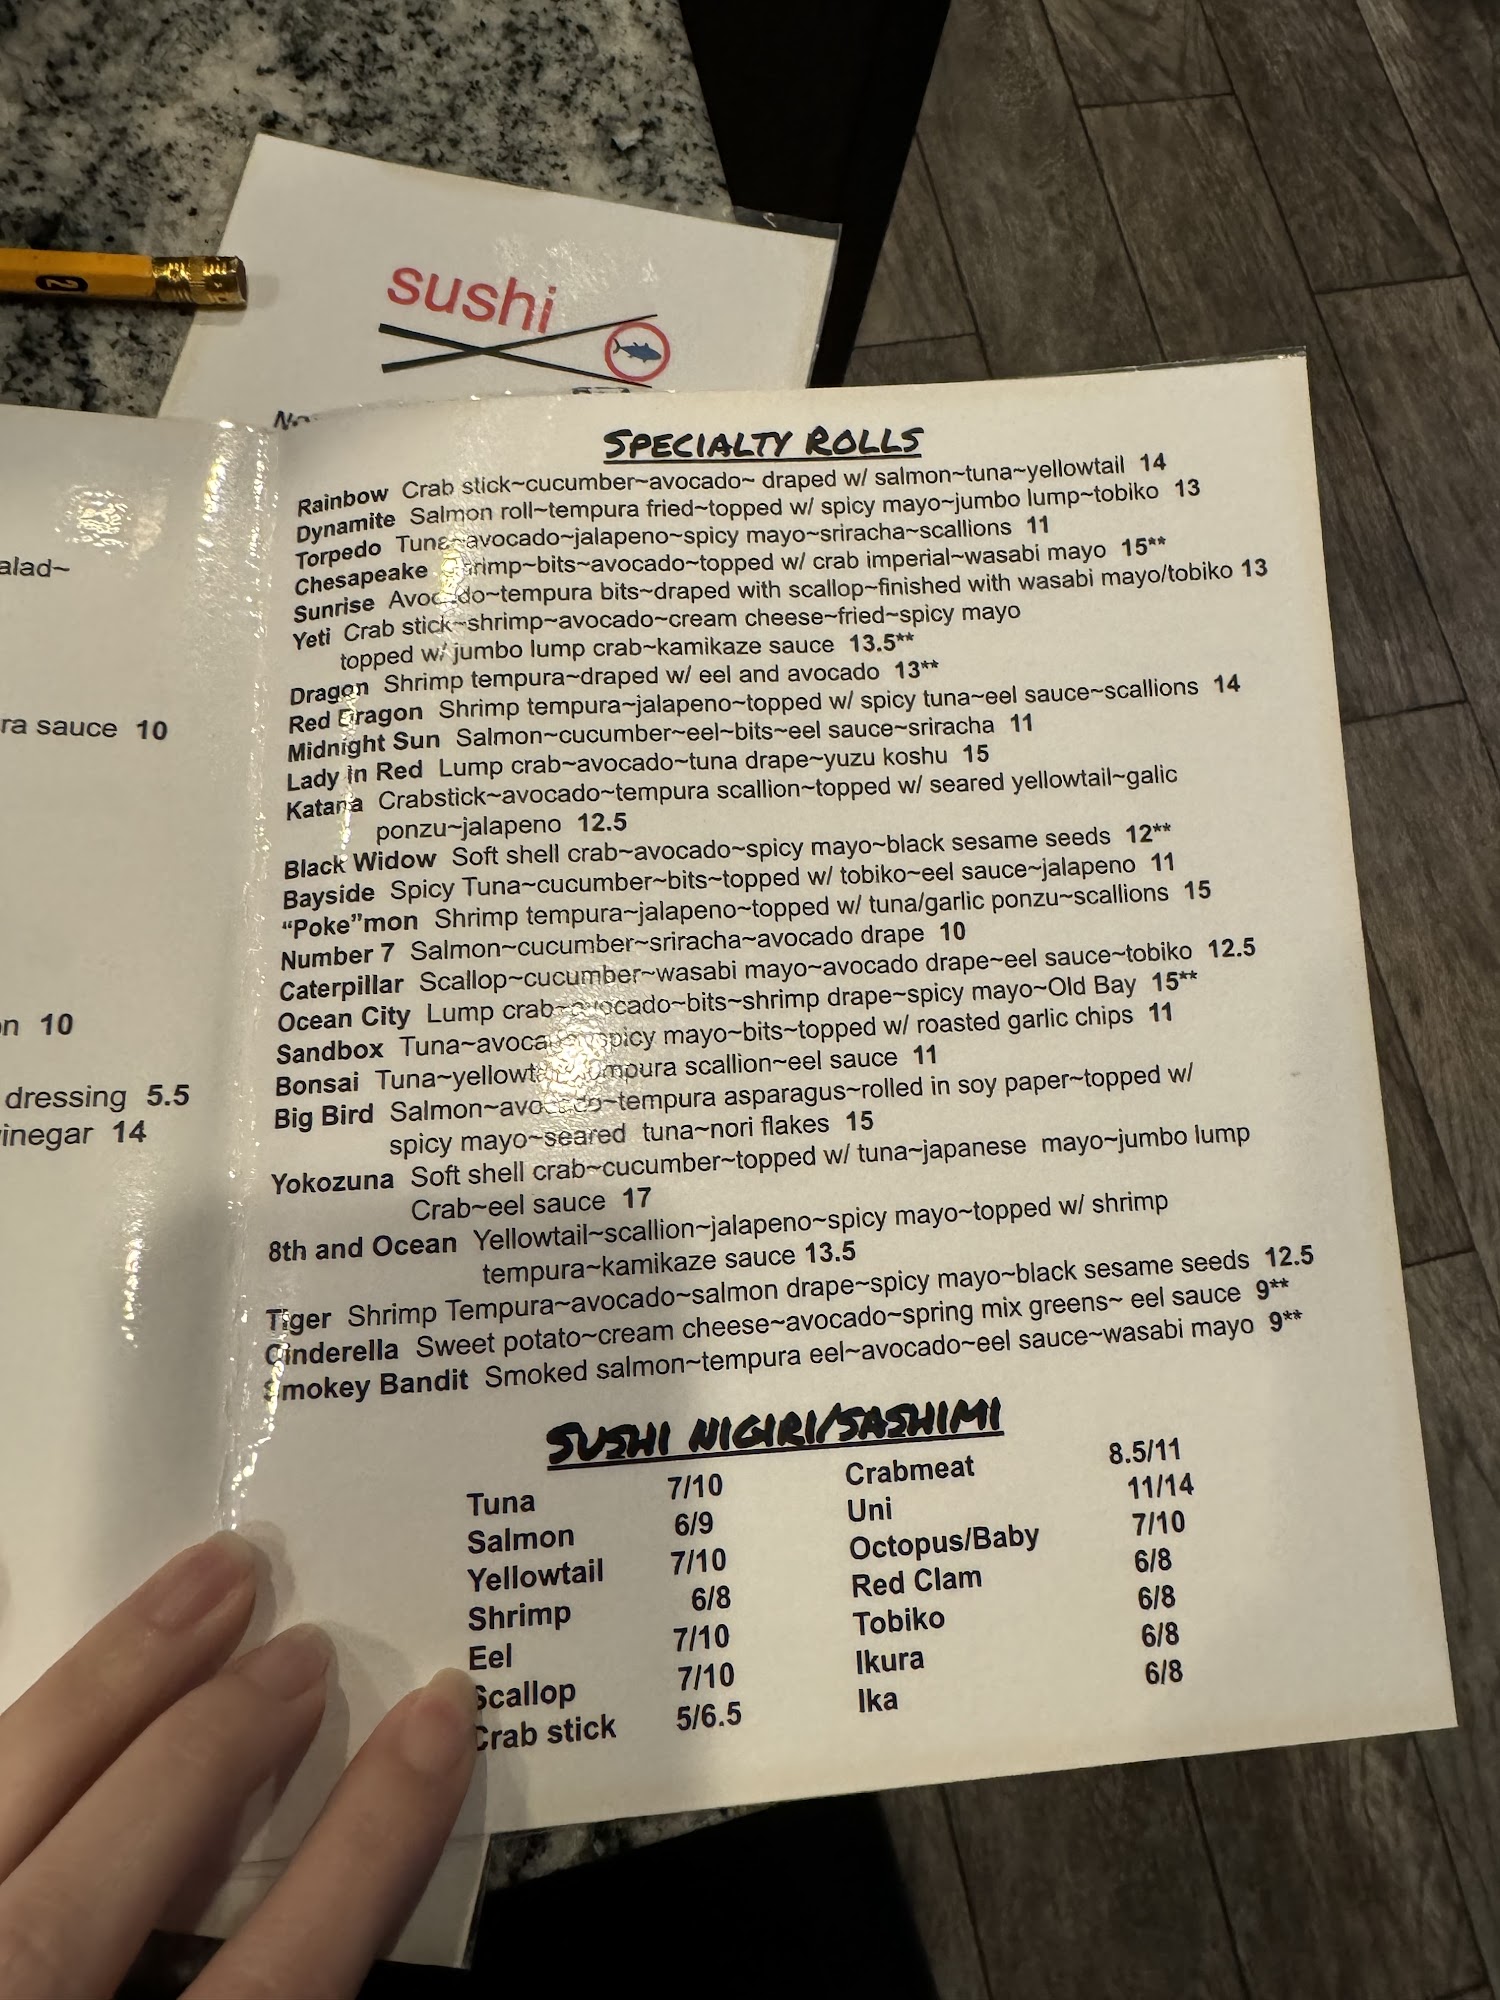 2
sushi
alad~
ra sauce 10
n 10
dressing 5.5
inegar 14
SPECIALTY ROLLS
Rainbow Crab stick~cucumber~avocado~ draped w/ salmon~tuna~yellowtail 14
Dynamite Salmon roll~tempura fried~topped w/ spicy mayo~jumbo lump~tobiko 13
Torpedo Tuna~avocado~jalapeno~spicy mayo~sriracha~scallions 11
Chesapeake Shrimp~bits~avocado~topped w/ crab imperial~wasabi mayo 15**
Sunrise Avocado~tempura bits~draped with scallop~finished with wasabi mayo/tobiko 13
Yeti Crab stick~shrimp~avocado~cream cheese~fried~spicy mayo
topped w/ jumbo lump crab~kamikaze sauce 13.5**
Dragon Shrimp tempura~draped w/ eel and avocado 13**
Red Dragon Shrimp tempura~jalapeno~topped w/ spicy tuna~eel sauce~scallions 14
Midnight Sun Salmon~cucumber~eel~bits~eel sauce~sriracha 11
Lady in Red Lump crab~avocado~tuna drape~yuzu koshu 15
Katana Crabstick~avocado~tempura scallion~topped w/ seared yellowtail~galic
ponzu~jalapeno 12.5
Black Widow Soft shell crab~avocado~spicy mayo~black sesame seeds 12**
Bayside Spicy Tuna~cucumber~bits~topped w/ tobiko~eel sauce~jalapeno 11
“Poke”mon Shrimp tempura~jalapeno~topped w/ tuna/garlic ponzu~scallions 15
Number 7 Salmon~cucumber~sriracha~avocado drape 10
Caterpillar Scallop~cucumber~wasabi mayo~avocado drape~eel sauce~tobiko 12.5
Ocean City Lump crab~avocado~bits~shrimp drape~spicy mayo~Old Bay 15**
Sandbox Tuna~avocado~spicy mayo~bits~topped w/ roasted garlic chips 11
Bonsai Tuna~yellowtail~tempura scallion~eel sauce 11
Big Bird Salmon~avocado~tempura asparagus~rolled in soy paper~topped w/
spicy mayo~seared tuna~nori flakes 15
Yokozuna Soft shell crab~cucumber~topped w/ tuna~japanese mayo~jumbo lump
Crab~eel sauce 17
8th and Ocean Yellowtail~scallion~jalapeno~spicy mayo~topped w/ shrimp
tempura~kamikaze sauce 13.5
Tiger Shrimp Tempura~avocado~salmon drape~spicy mayo~black sesame seeds 12.5
Cinderella Sweet potato~cream cheese~avocado~spring mix greens~ eel sauce 9**
Smokey Bandit Smoked salmon~tempura eel~avocado~eel sauce~wasabi mayo 9**
SUSHI NIGIRI/SASHIMI
Tuna 7/10 Crabmeat 8.5/11
Salmon 6/9 Uni 11/14
Yellowtail 7/10 Octopus/Baby 7/10
Shrimp 6/8 Red Clam 6/8
Eel 7/10 Tobiko 6/8
Scallop 7/10 Ikura 6/8
Crab stick 5/6.5 Ika 6/8